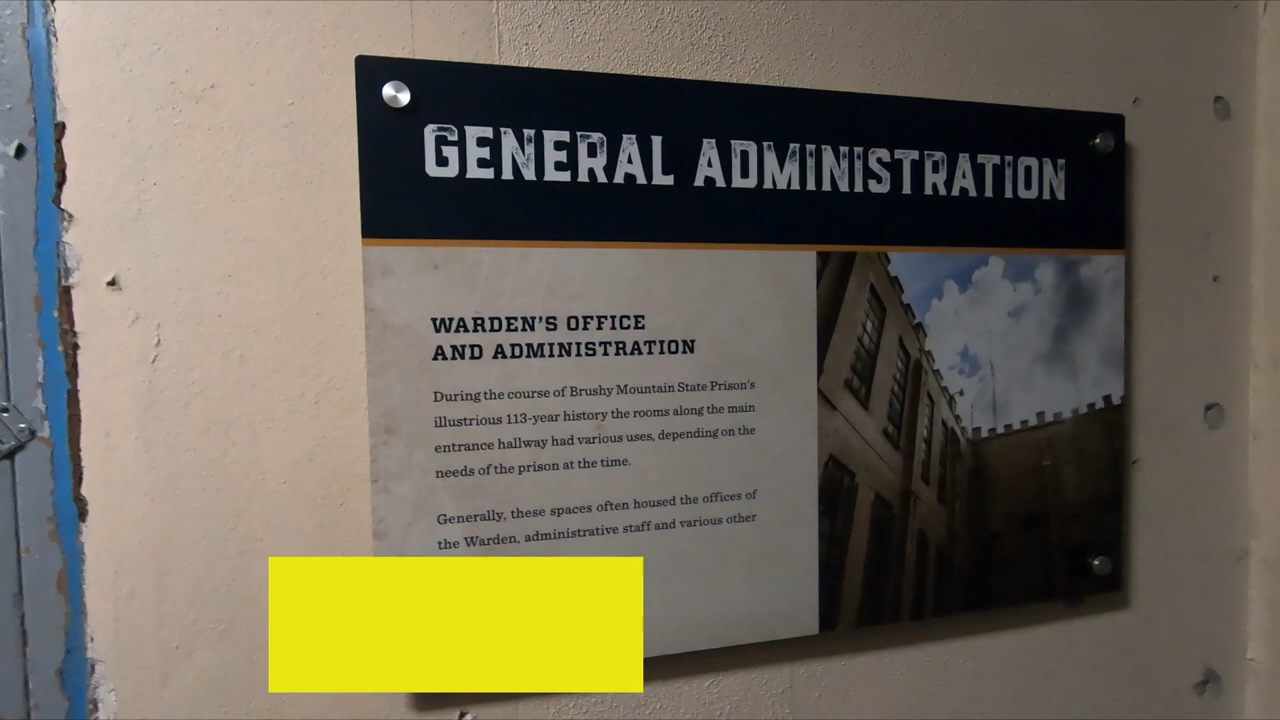 GENERAL ADMINISTRATION
WARDEN'S OFFICE
AND ADMINISTRATION
During the course of Brushy Mountain State Prison's
illustrious 113-year history the rooms along the main
entrance hallway had various uses, depending on the
needs of the prison at the time.
Generally, these spaces often housed the offices of
the Warden, administrative staff and various other